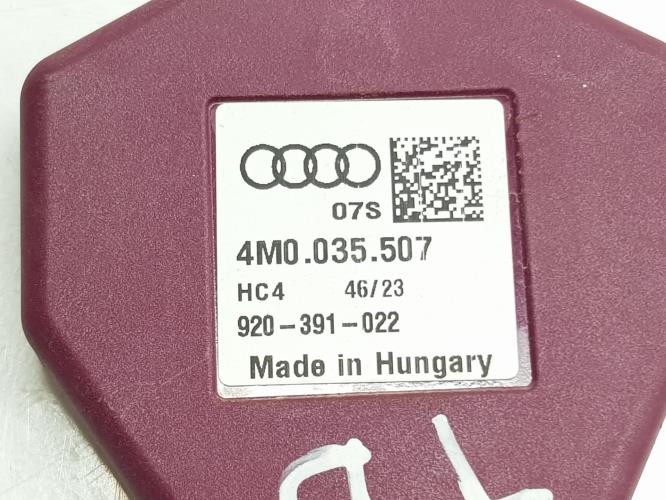 07S
4M0.035.507
HC4 46/23
920-391-022
Made in Hungary